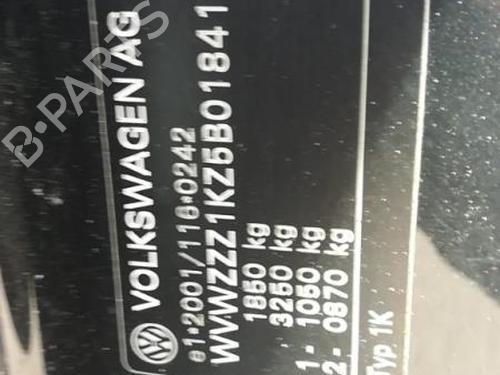 VOLKSWAGEN AG
e1*2001/116*0242
WVWZZZ1KZ5B01841
1850 kg
3250 kg
1- 1050 kg
2- 0870 kg
Typ 1K
B-PARTS